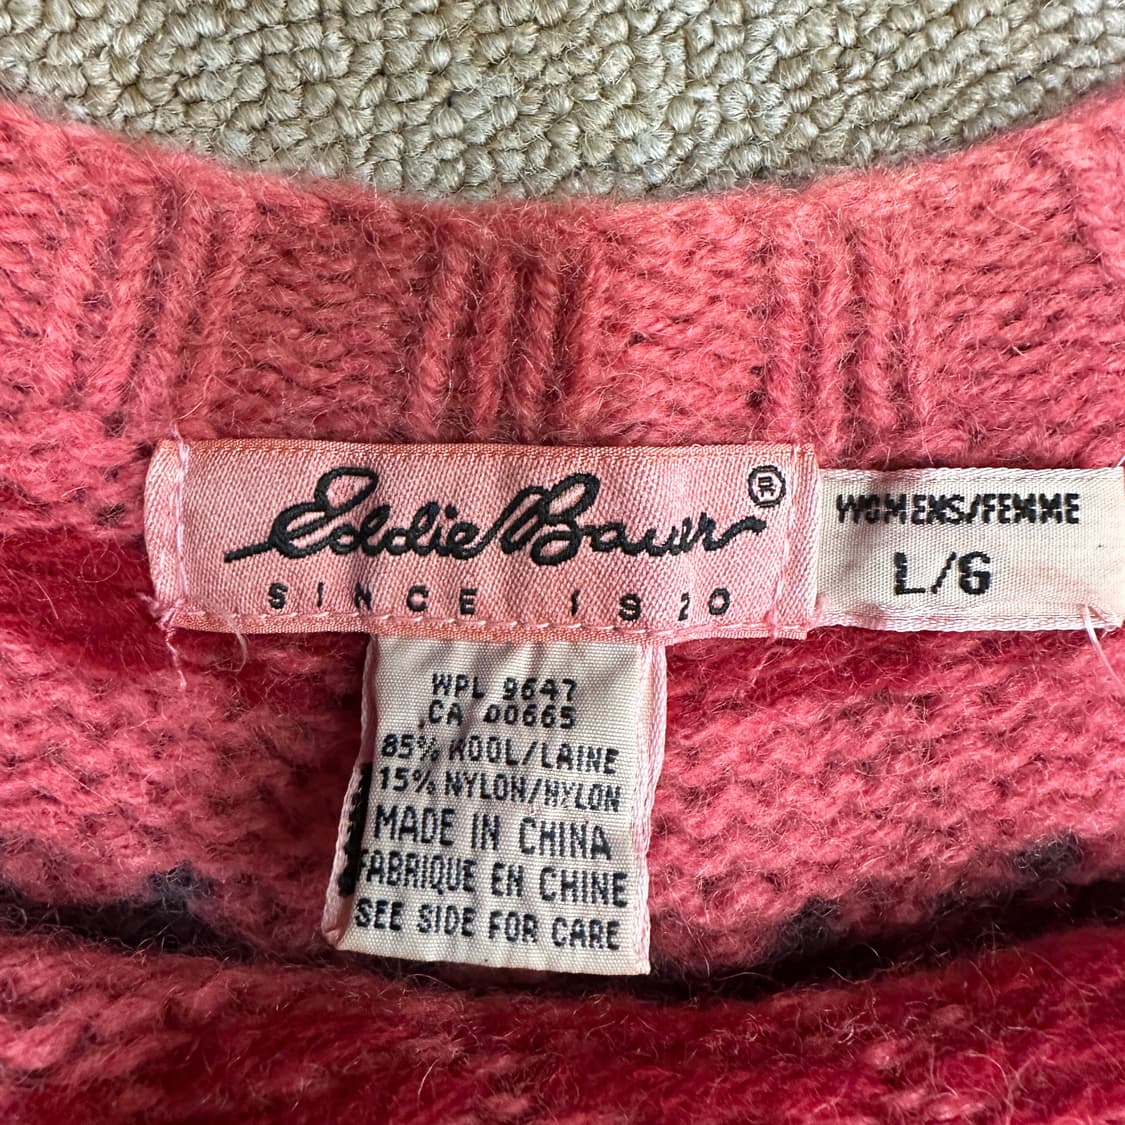 Eddie Bauer®
SINCE 1920
WOMENS/FEMME
L/G
WPL 9647
CA 00665
85% WOOL/LAINE
15% NYLON/NYLON
MADE IN CHINA
FABRIQUE EN CHINE
SEE SIDE FOR CARE